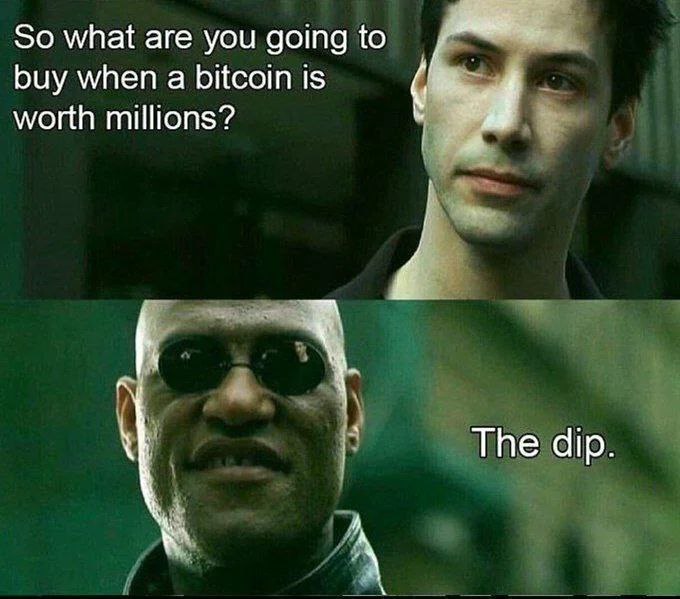 So what are you going to
buy when a bitcoin is
worth millions?
The dip.